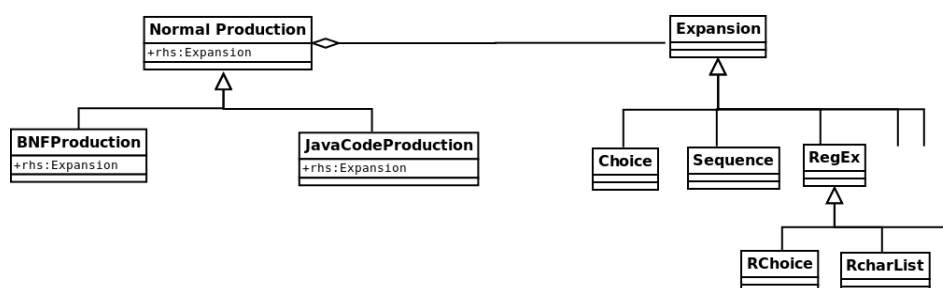 Normal Production
+rhs:Expansion
Expansion
BNFProduction
+rhs:Expansion
JavaCodeProduction
+rhs:Expansion
Choice
Sequence
RegEx
RChoice
RcharList